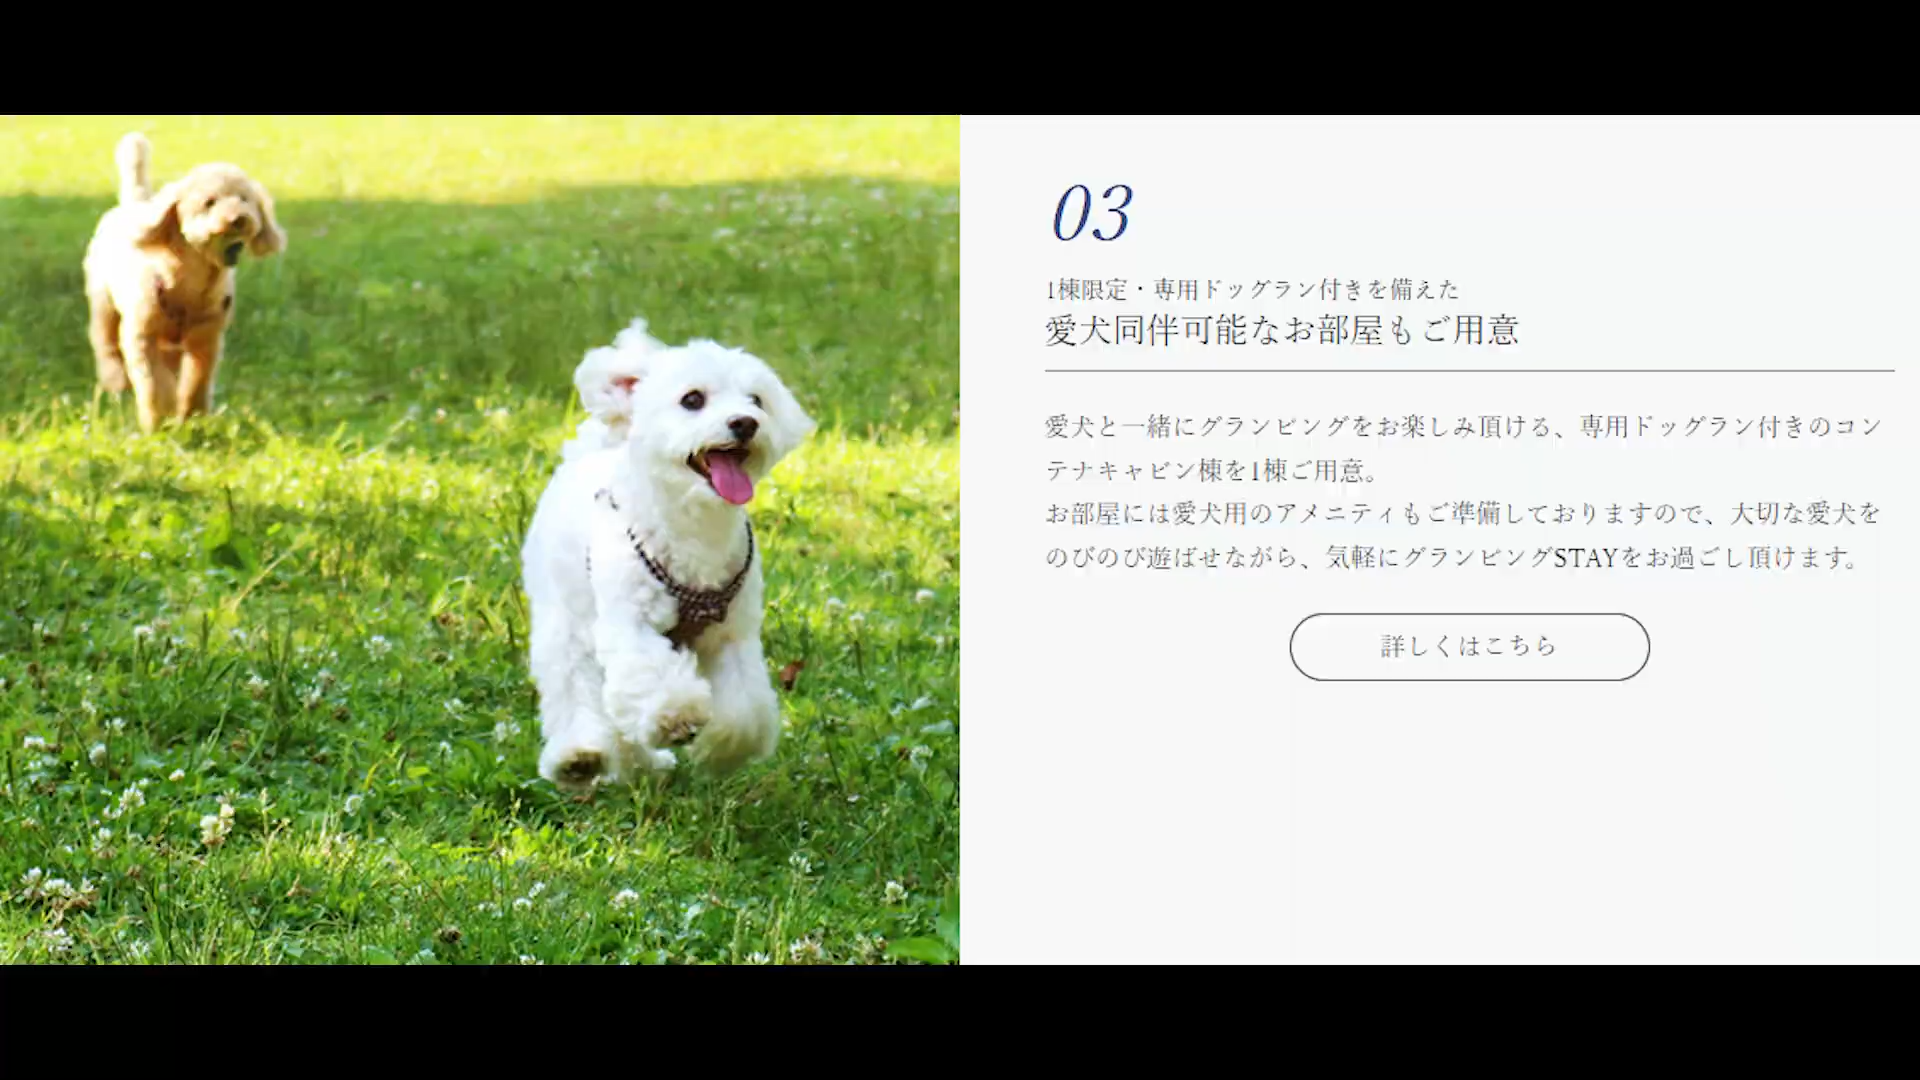 03
1棟限定・専用ドッグラン付きを備えた
愛犬同伴可能なお部屋もご用意
愛犬と一緒にグランピングをお楽しみ頂ける、専用ドッグラン付きのコン
テナキャビン棟を1棟ご用意。
お部屋には愛犬用のアメニティもご準備しておりますので、大切な愛犬を
のびのび遊ばせながら、気軽にグランピングSTAYをお過ごし頂けます。
詳しくはこちら